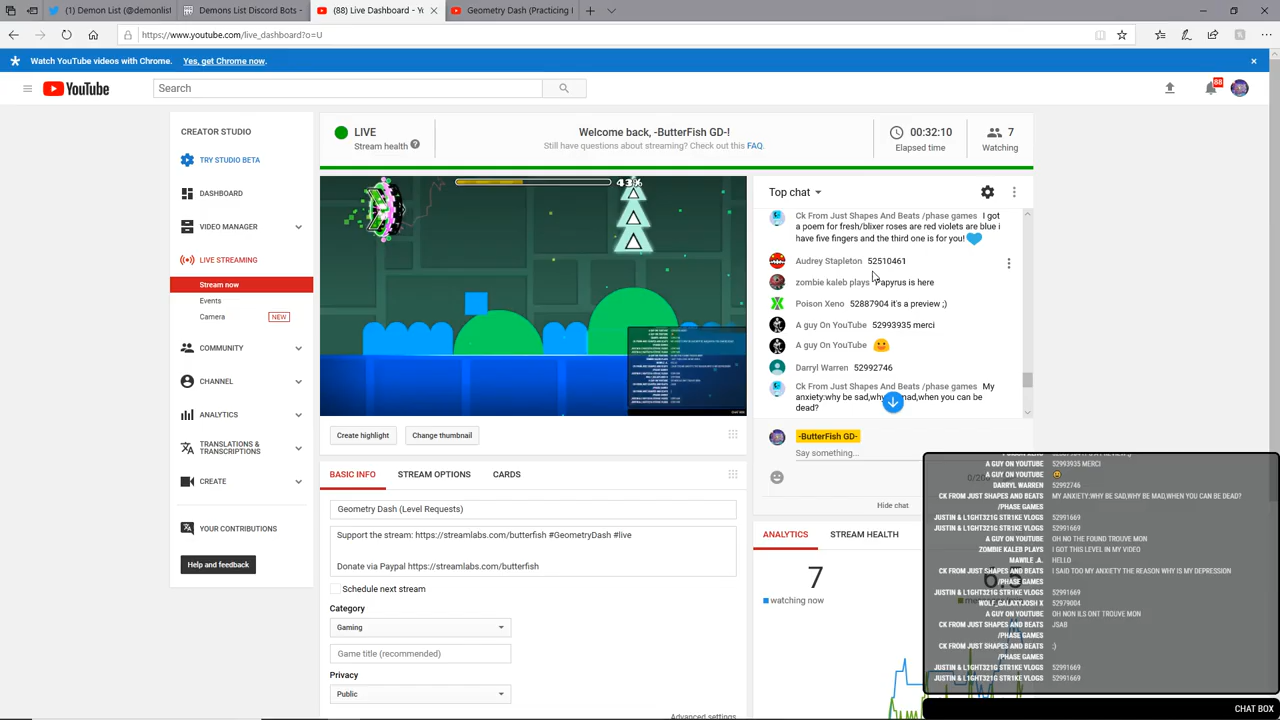 (1) Demon List (@demonlist
Demons List Discord Bots -
(88) Live Dashboard - Yo
Geometry Dash (Practicing I
https://www.youtube.com/live_dashboard?o=U
Watch YouTube videos with Chrome. Yes, get Chrome now.
YouTube
Search
88
CREATOR STUDIO
TRY STUDIO BETA
DASHBOARD
VIDEO MANAGER
LIVE STREAMING
Stream now
Events
Camera NEW
COMMUNITY
CHANNEL
ANALYTICS
TRANSLATIONS &
TRANSCRIPTIONS
CREATE
YOUR CONTRIBUTIONS
Help and feedback
LIVE
Stream health
Welcome back, -ButterFish GD-!
Still have questions about streaming? Check out this FAQ.
00:32:10
Elapsed time
7
Watching
43%
Create highlight
Change thumbnail
BASIC INFO
STREAM OPTIONS
CARDS
Geometry Dash (Level Requests)
Support the stream: https://streamlabs.com/butterfish #GeometryDash #live
Donate via Paypal https://streamlabs.com/butterfish
Schedule next stream
Category
Gaming
Game title (recommended)
Privacy
Public
Advanced settings
Top chat
Ck From Just Shapes And Beats /phase games I got
a poem for fresh/blixer roses are red violets are blue i
have five fingers and the third one is for you!
Audrey Stapleton 52510461
zombie kaleb plays Papyrus is here
Poison Xeno 52887904 it's a preview ;)
A guy On YouTube 52993935 merci
A guy On YouTube
Darryl Warren 52992746
Ck From Just Shapes And Beats /phase games My
anxiety:why be sad,why be mad,when you can be
dead?
-ButterFish GD-
Say something...
Hide chat
ANALYTICS
STREAM HEALTH
7
watching now
A GUY ON YOUTUBE 52993935 MERCI
A GUY ON YOUTUBE
DARRYL WARREN 52992746
CK FROM JUST SHAPES AND BEATS MY ANXIETY:WHY BE SAD,WHY BE MAD,WHEN YOU CAN BE DEAD?
/PHASE GAMES
JUSTIN & L1GHT321G STR1KE VLOGS 52991669
JUSTIN & L1GHT321G STR1KE VLOGS 52991669
A GUY ON YOUTUBE OH NO THE FOUND TROUVE MON
ZOMBIE KALEB PLAYS I GOT THIS LEVEL IN MY VIDEO
MAWILE .A. HELLO
CK FROM JUST SHAPES AND BEATS I SAID TOO MY ANXIETY THE REASON WHY IS MY DEPRESSION
/PHASE GAMES
JUSTIN & L1GHT321G STR1KE VLOGS 52991669
WOLF_GALAXYJOSH X 52979004
A GUY ON YOUTUBE OH NON ILS ONT TROUVE MON
CK FROM JUST SHAPES AND BEATS JSAB
/PHASE GAMES
CK FROM JUST SHAPES AND BEATS ;)
/PHASE GAMES
JUSTIN & L1GHT321G STR1KE VLOGS 52991669
JUSTIN & L1GHT321G STR1KE VLOGS 52991669
CHAT BOX